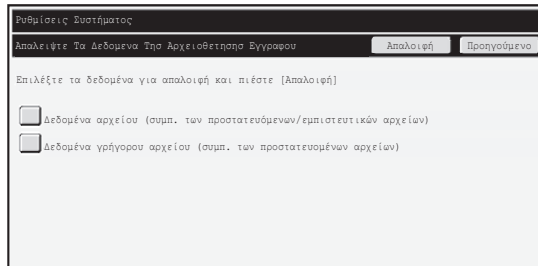 Ρυθμίσεις Συστήματος
Απαλειψτε Τα Δεδομενα Τησ Αρχειοθετησησ Εγγραφου Απαλοιφή Προηγούμενο
Επιλέξτε τα δεδομένα για απαλοιφή και πιέστε [Απαλοιφή]
Δεδομένα αρχείου (συμπ. των προστατευόμενων/εμπιστευτικών αρχείων)
Δεδομένα γρήγορου αρχείου (συμπ. των προστατευομένων αρχείων)